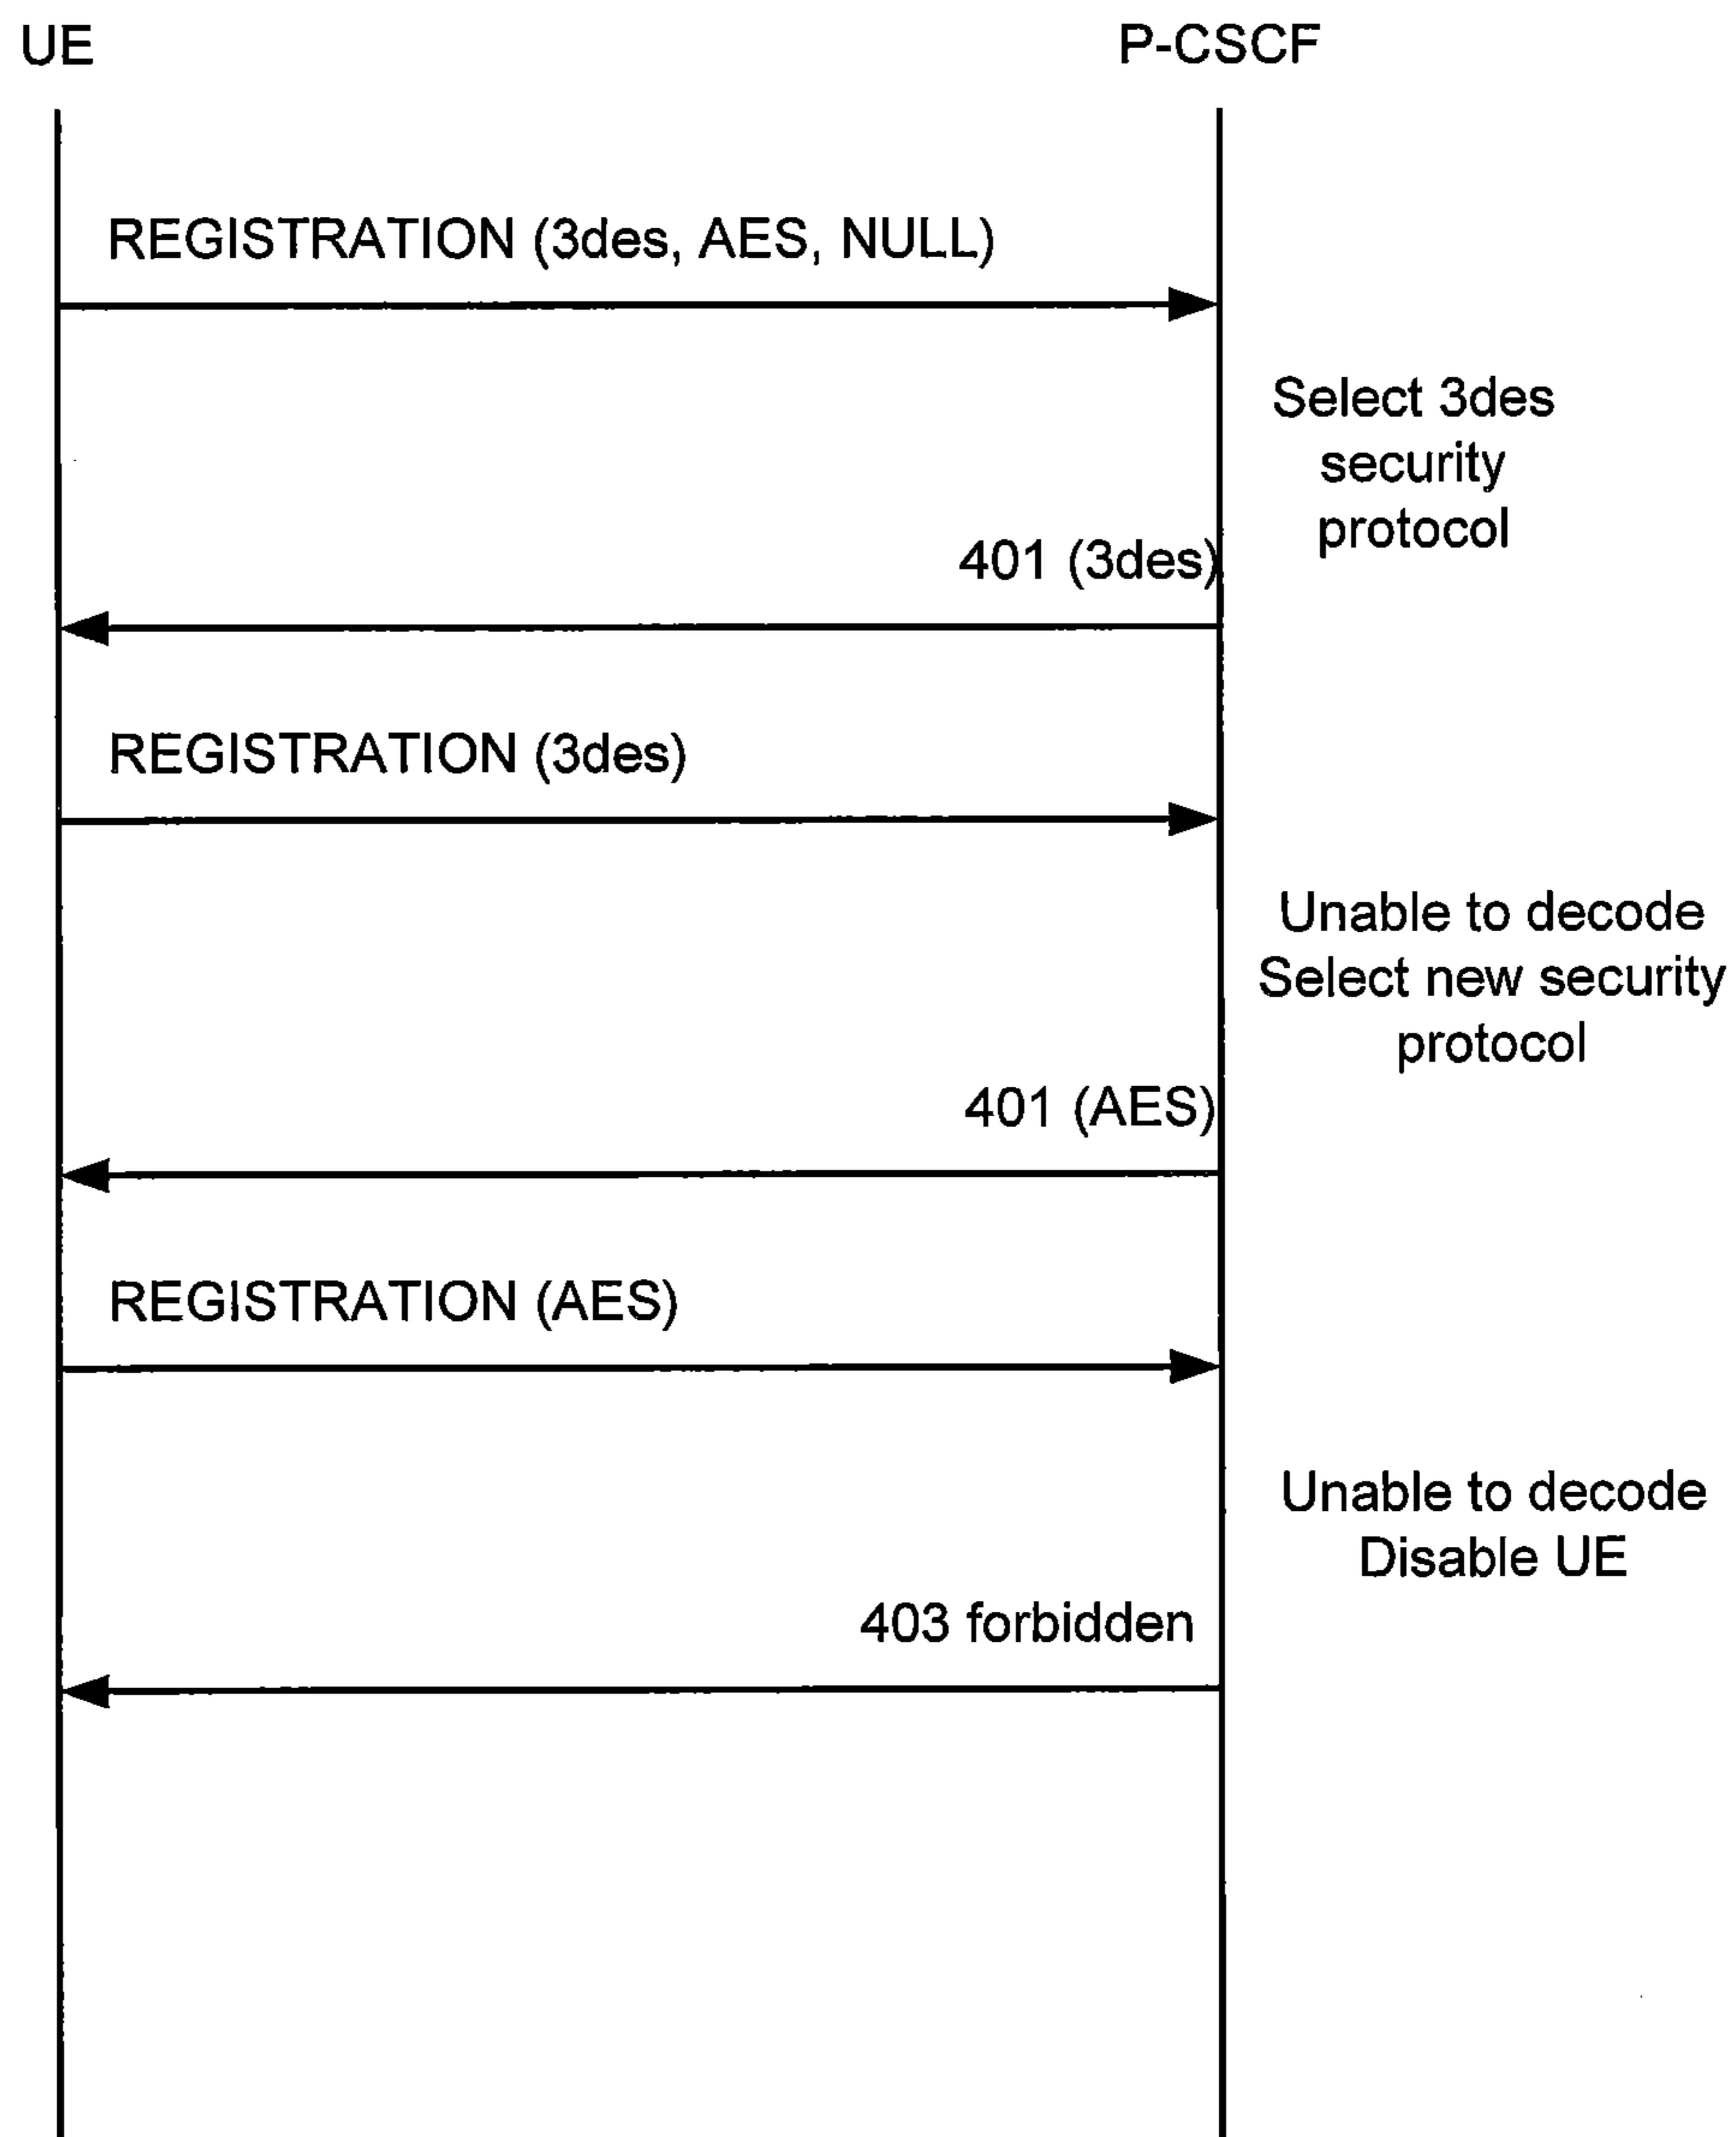 UE
P-CSCF
REGISTRATION (3des, AES, NULL)
Select 3des
security
protocol
401 (3des)
REGISTRATION (3des)
Unable to decode
Select new security
protocol
401 (AES)
REGISTRATION (AES)
Unable to decode
Disable UE
403 forbidden